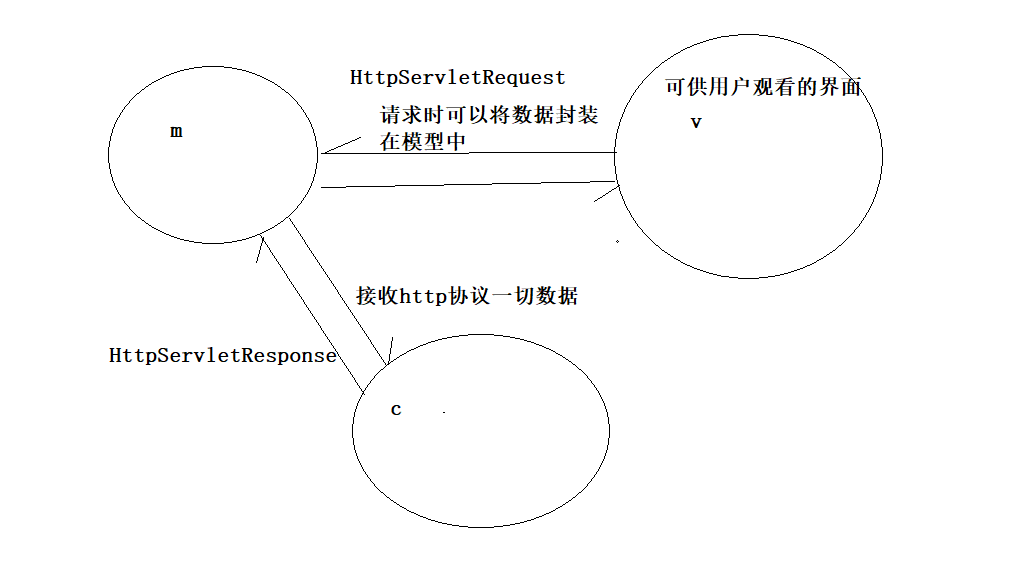 HttpServletRequest
请求时可以将数据封装
在模型中
可供用户观看的界面
m
v
接收http协议一切数据
HttpServletResponse
c